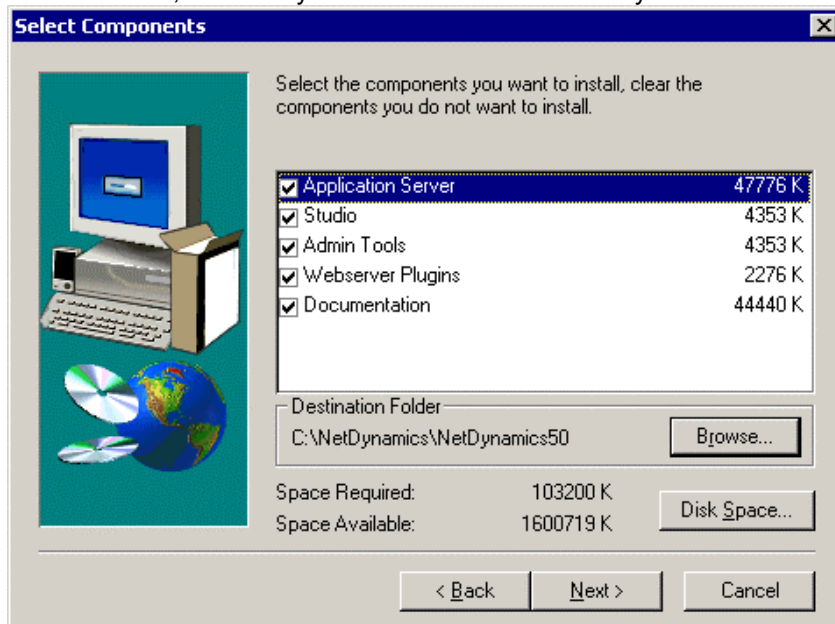 Select Components
Select the components you want to install, clear the
components you do not want to install.
Application Server 47776 K
Studio 4353 K
Admin Tools 4353 K
Webserver Plugins 2276 K
Documentation 44440 K
Destination Folder
C:\NetDynamics\NetDynamics50
Browse...
Space Required: 103200 K
Space Available: 1600719 K
Disk Space...
< Back
Next >
Cancel